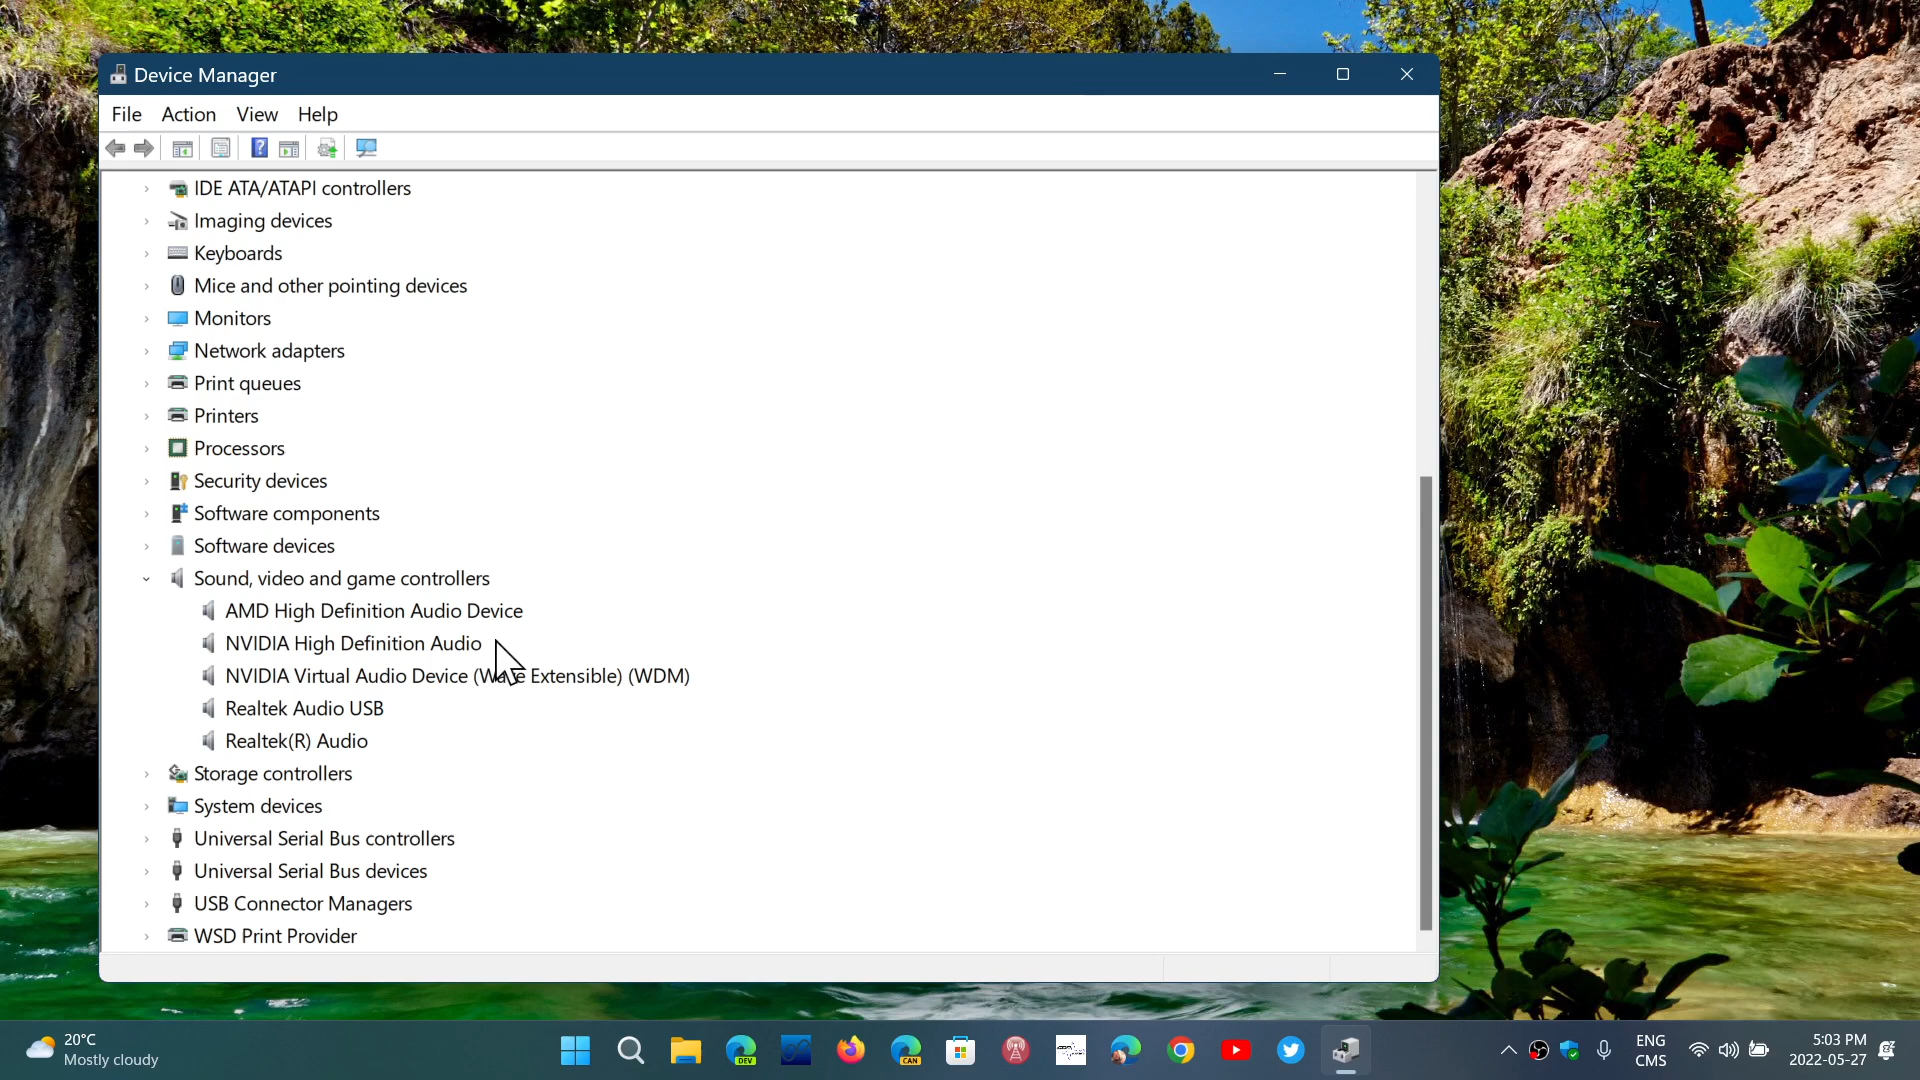 Device Manager
File Action View Help
IDE ATA/ATAPI controllers
Imaging devices
Keyboards
Mice and other pointing devices
Monitors
Network adapters
Print queues
Printers
Processors
Security devices
Software components
Software devices
Sound, video and game controllers
AMD High Definition Audio Device
NVIDIA High Definition Audio
NVIDIA Virtual Audio Device (Wave Extensible) (WDM)
Realtek Audio USB
Realtek(R) Audio
Storage controllers
System devices
Universal Serial Bus controllers
Universal Serial Bus devices
USB Connector Managers
WSD Print Provider
20°C
Mostly cloudy
DEV
CAN
ENG
CMS
5:03 PM
2022-05-27